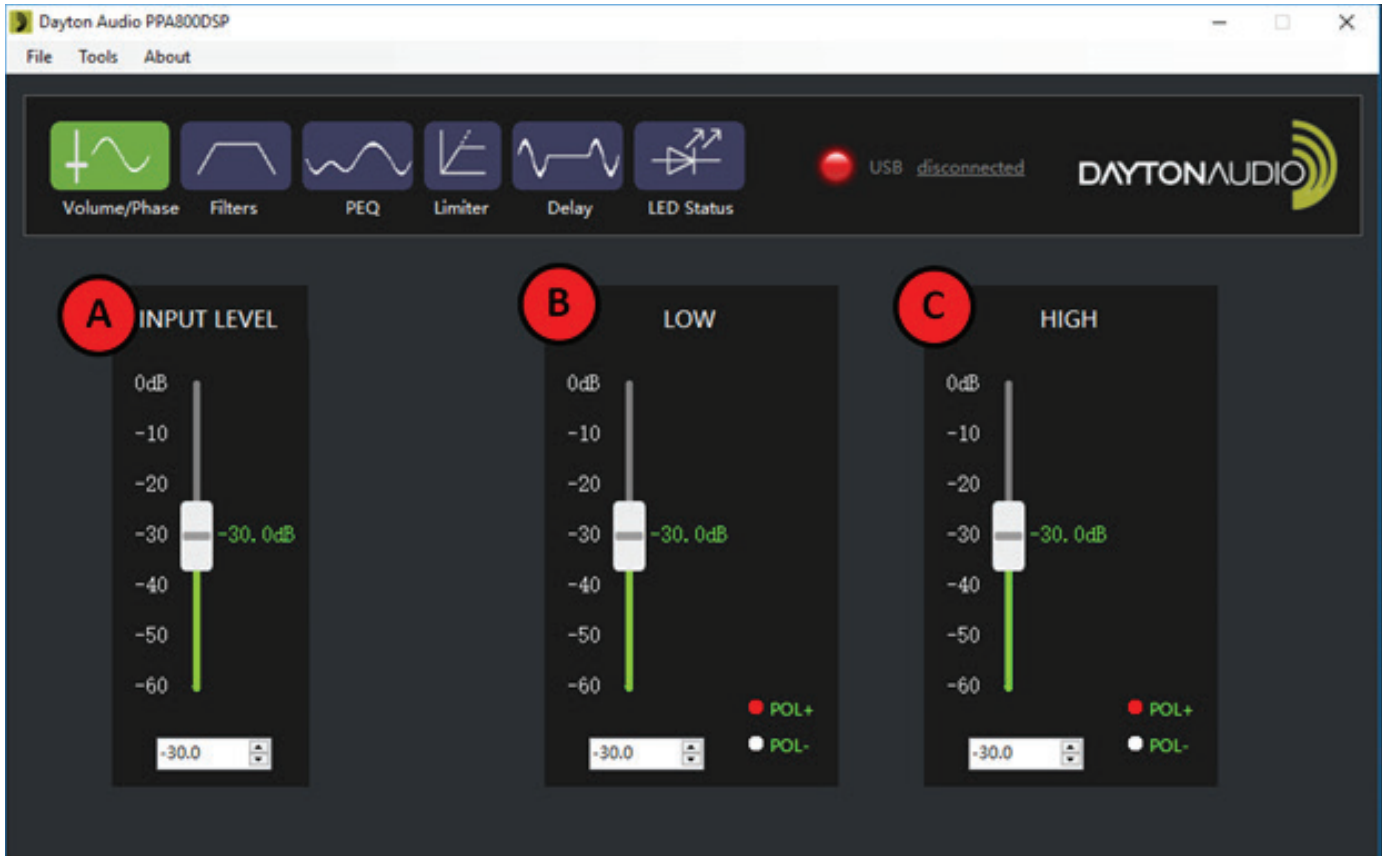 Dayton Audio PPA800DSP
File Tools About
Volume/Phase Filters PEQ Limiter Delay LED Status
USB disconnected
DAYTONAUDIO
A INPUT LEVEL
0dB
-10
-20
-30 -30.0dB
-40
-50
-60
-30.0
B LOW
0dB
-10
-20
-30 -30.0dB
-40
-50
-60
POL+
POL-
-30.0
C HIGH
0dB
-10
-20
-30 -30.0dB
-40
-50
-60
POL+
POL-
-30.0